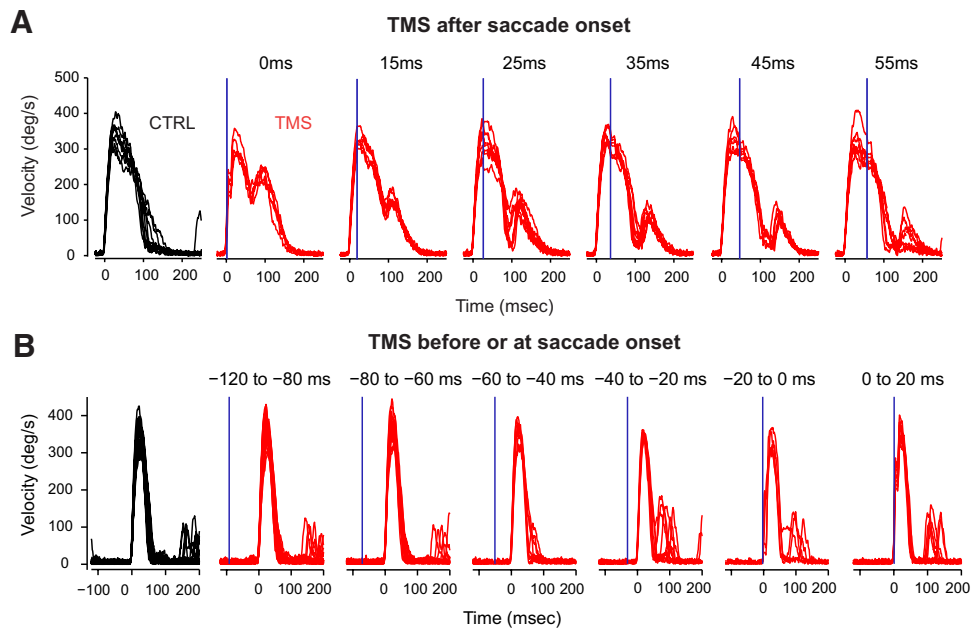 A
TMS after saccade onset
0ms 15ms 25ms 35ms 45ms 55ms
500
400
300
200
100
0
Velocity (deg/s)
CTRL
TMS
0 100 200 0 100 200 0 100 200 0 100 200 0 100 200 0 100 200 0 100 200
Time (msec)
B
TMS before or at saccade onset
−120 to −80 ms −80 to −60 ms −60 to −40 ms −40 to −20 ms −20 to 0 ms 0 to 20 ms
400
300
200
100
0
Velocity (deg/s)
−100 0 100 200 0 100 200 0 100 200 0 100 200 0 100 200 0 100 200 0 100 200
Time (msec)